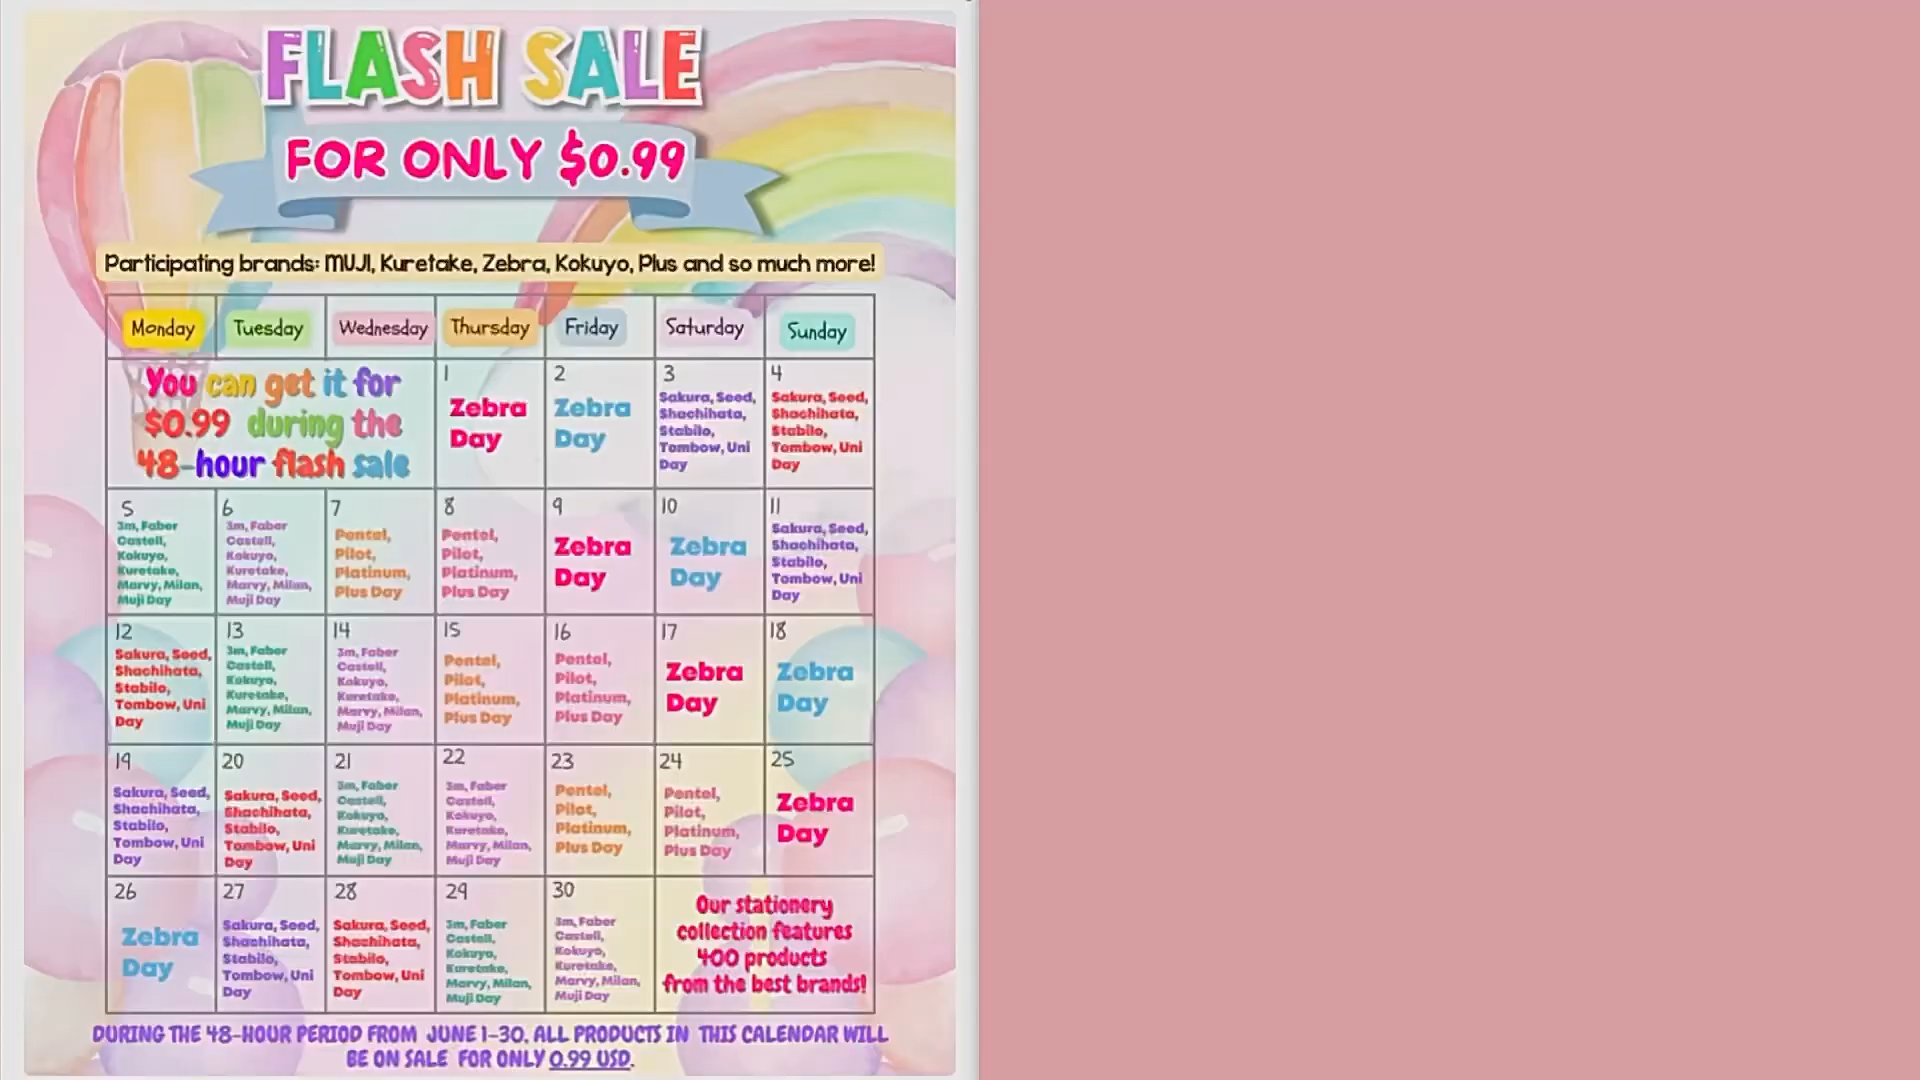 FLASH SALE
FOR ONLY $0.99
Participating brands: MUJI, Kuretake, Zebra, Kokuyo, Plus and so much more!
Monday Tuesday Wednesday Thursday Friday Saturday Sunday
You can get it for
$0.99 during the
48-hour flash sale
1
Zebra
Day
2
Zebra
Day
3
Sakura, Seed,
Shachihata,
Stabilo,
Tombow, Uni
Day
4
Sakura, Seed,
Shachihata,
Stabilo,
Tombow, Uni
Day
5
3m, Faber
Castell,
Kokuyo,
Kuretake,
Marvy, Milan,
Muji Day
6
3m, Faber
Castell,
Kokuyo,
Kuretake,
Marvy, Milan,
Muji Day
7
Pentel,
Pilot,
Platinum,
Plus Day
8
Pentel,
Pilot,
Platinum,
Plus Day
9
Zebra
Day
10
Zebra
Day
11
Sakura, Seed,
Shachihata,
Stabilo,
Tombow, Uni
Day
12
Sakura, Seed,
Shachihata,
Stabilo,
Tombow, Uni
Day
13
3m, Faber
Castell,
Kokuyo,
Kuretake,
Marvy, Milan,
Muji Day
14
3m, Faber
Castell,
Kokuyo,
Kuretake,
Marvy, Milan,
Muji Day
15
Pentel,
Pilot,
Platinum,
Plus Day
16
Pentel,
Pilot,
Platinum,
Plus Day
17
Zebra
Day
18
Zebra
Day
19
Sakura, Seed,
Shachihata,
Stabilo,
Tombow, Uni
Day
20
Sakura, Seed,
Shachihata,
Stabilo,
Tombow, Uni
Day
21
3m, Faber
Castell,
Kokuyo,
Kuretake,
Marvy, Milan,
Muji Day
22
3m, Faber
Castell,
Kokuyo,
Kuretake,
Marvy, Milan,
Muji Day
23
Pentel,
Pilot,
Platinum,
Plus Day
24
Pentel,
Pilot,
Platinum,
Plus Day
25
Zebra
Day
26
Zebra
Day
27
Sakura, Seed,
Shachihata,
Stabilo,
Tombow, Uni
Day
28
Sakura, Seed,
Shachihata,
Stabilo,
Tombow, Uni
Day
29
3m, Faber
Castell,
Kokuyo,
Kuretake,
Marvy, Milan,
Muji Day
30
3m, Faber
Castell,
Kokuyo,
Kuretake,
Marvy, Milan,
Muji Day
Our stationery
collection features
400 products
from the best brands!
DURING THE 48-HOUR PERIOD FROM JUNE 1-30. ALL PRODUCTS IN THIS CALENDAR WILL
BE ON SALE FOR ONLY 0.99 USD.